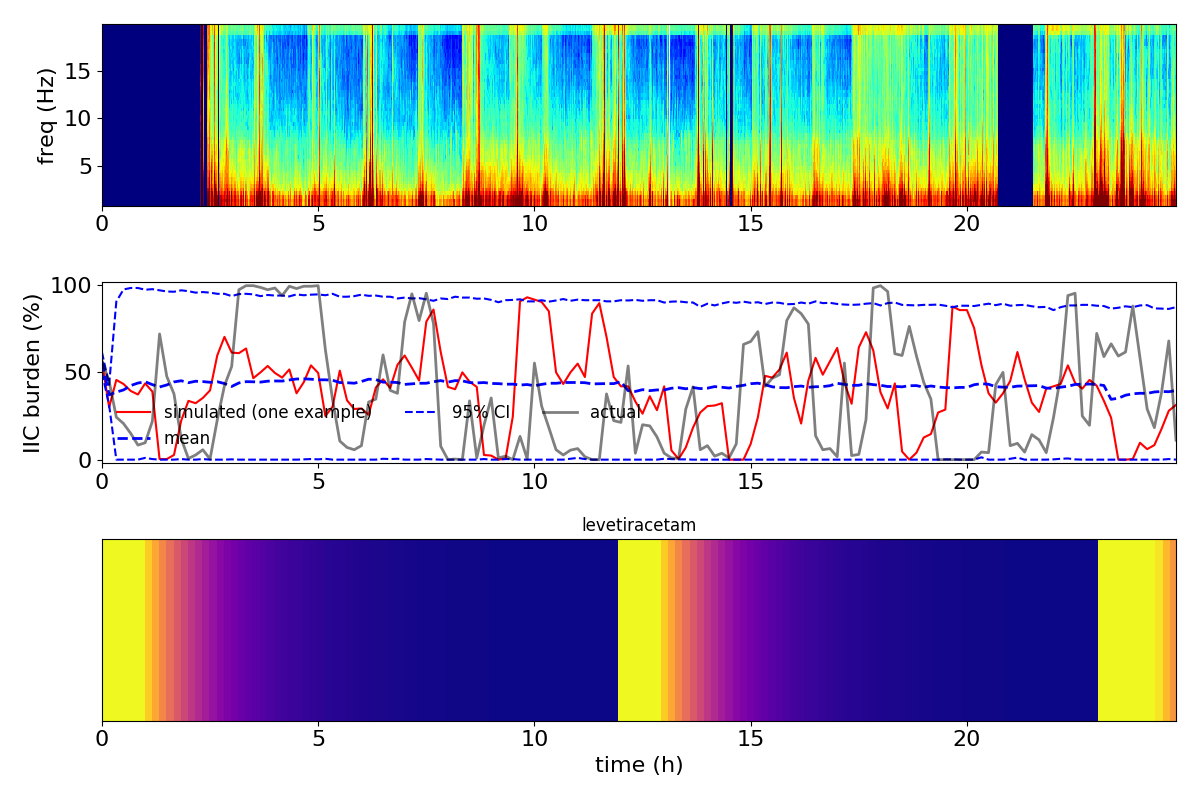 freq (Hz)
15
10
5
0 5 10 15 20
IIC burden (%)
100
50
0
simulated (one example) 95% CI actual
mean
0 5 10 15 20
levetiracetam
0 5 10 15 20
time (h)